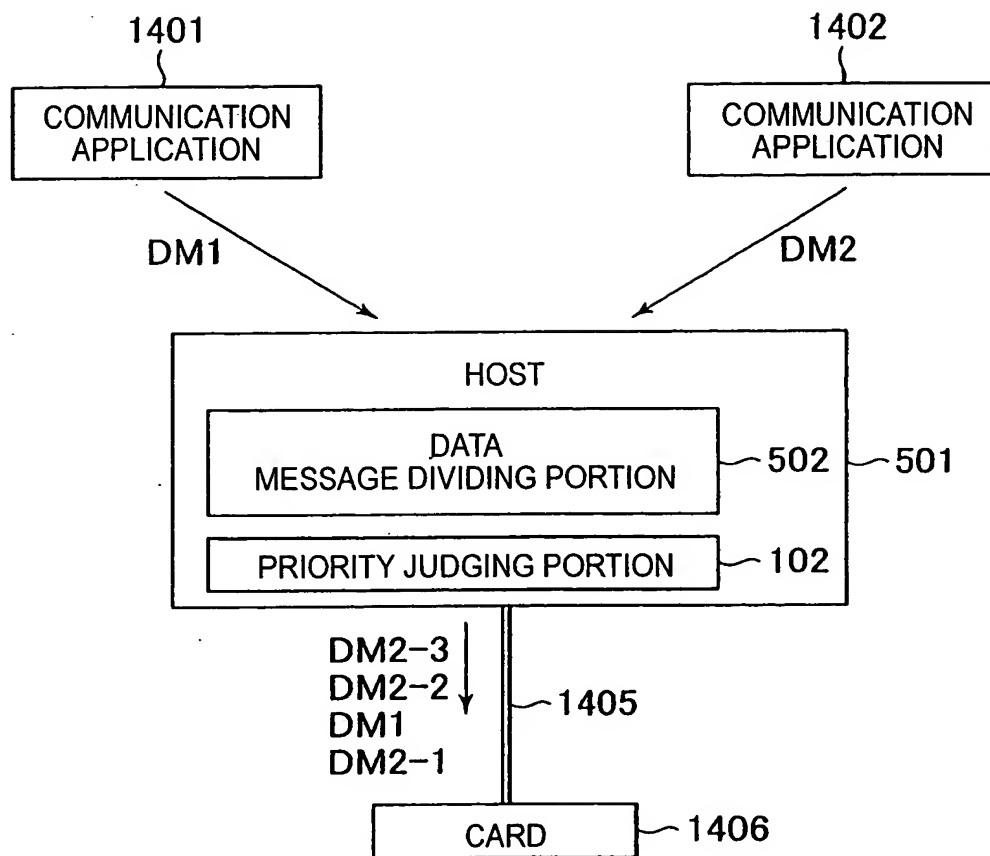 1401
1402
COMMUNICATION
APPLICATION
COMMUNICATION
APPLICATION
DM1
DM2
HOST
DATA
MESSAGE DIVIDING PORTION
502
501
PRIORITY JUDGING PORTION
102
DM2-3
DM2-2
DM1
DM2-1
1405
CARD
1406